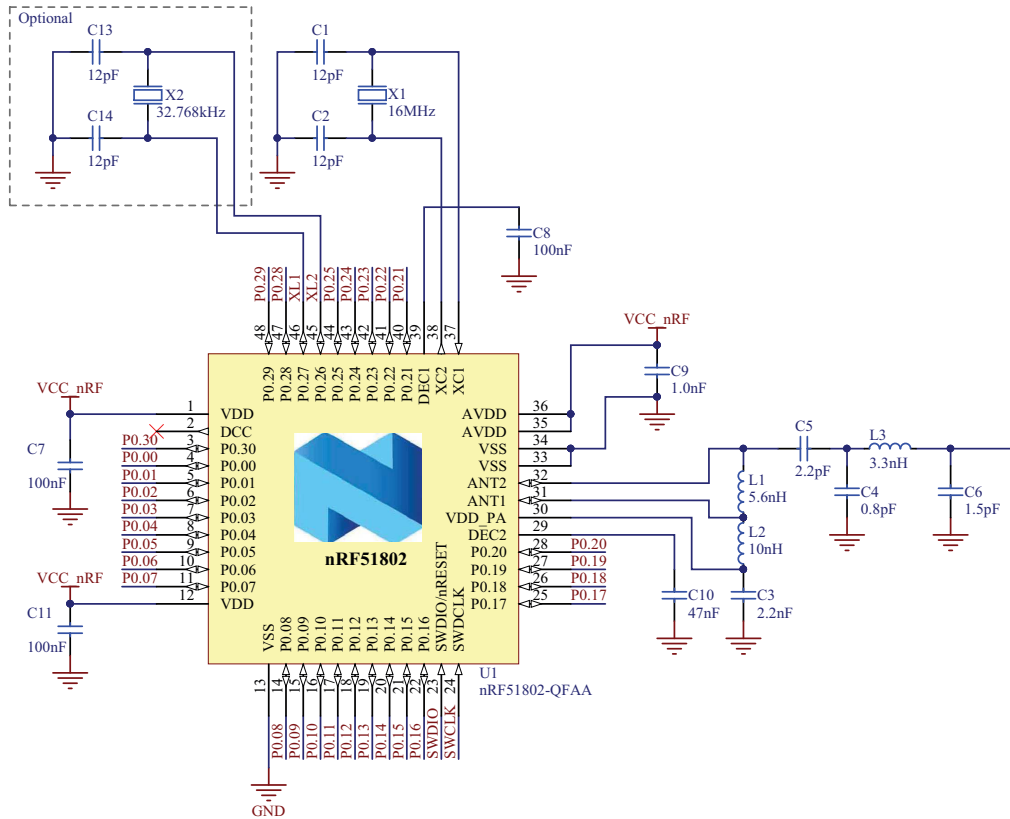 Optional
C13
12pF
X2
32.768kHz
C14
12pF
C1
12pF
X1
16MHz
C2
12pF
C8
100nF
P0.29
P0.28
XL1
XL2
P0.25
P0.24
P0.23
P0.22
P0.21
48
47
46
45
44
43
42
41
40
39
38
37
P0.29
P0.28
P0.27
P0.26
P0.25
P0.24
P0.23
P0.22
P0.21
DEC1
XC2
XC1
VCC_nRF
C7
100nF
VCC_nRF
C11
100nF
P0.30
P0.00
P0.01
P0.02
P0.03
P0.04
P0.05
P0.06
P0.07
1 VDD
2 DCC
3 P0.30
4 P0.00
5 P0.01
6 P0.02
7 P0.03
8 P0.04
9 P0.05
10 P0.06
11 P0.07
12 VDD
nRF51802
AVDD 36
AVDD 35
VSS 34
VSS 33
ANT2 32
ANT1 31
VDD_PA 30
DEC2 29
P0.20 28 P0.20
P0.19 27 P0.19
P0.18 26 P0.18
P0.17 25 P0.17
VCC_nRF
C9
1.0nF
C5
2.2pF
L3
3.3nH
L1
5.6nH
C4
0.8pF
C6
1.5pF
L2
10nH
C10
47nF
C3
2.2nF
VSS
P0.08
P0.09
P0.10
P0.11
P0.12
P0.13
P0.14
P0.15
P0.16
SWDIO/nRESET
SWDCLK
U1
nRF51802-QFAA
13
14
15
16
17
18
19
20
21
22
23
24
P0.08
P0.09
P0.10
P0.11
P0.12
P0.13
P0.14
P0.15
P0.16
SWDIO
SWCLK
GND